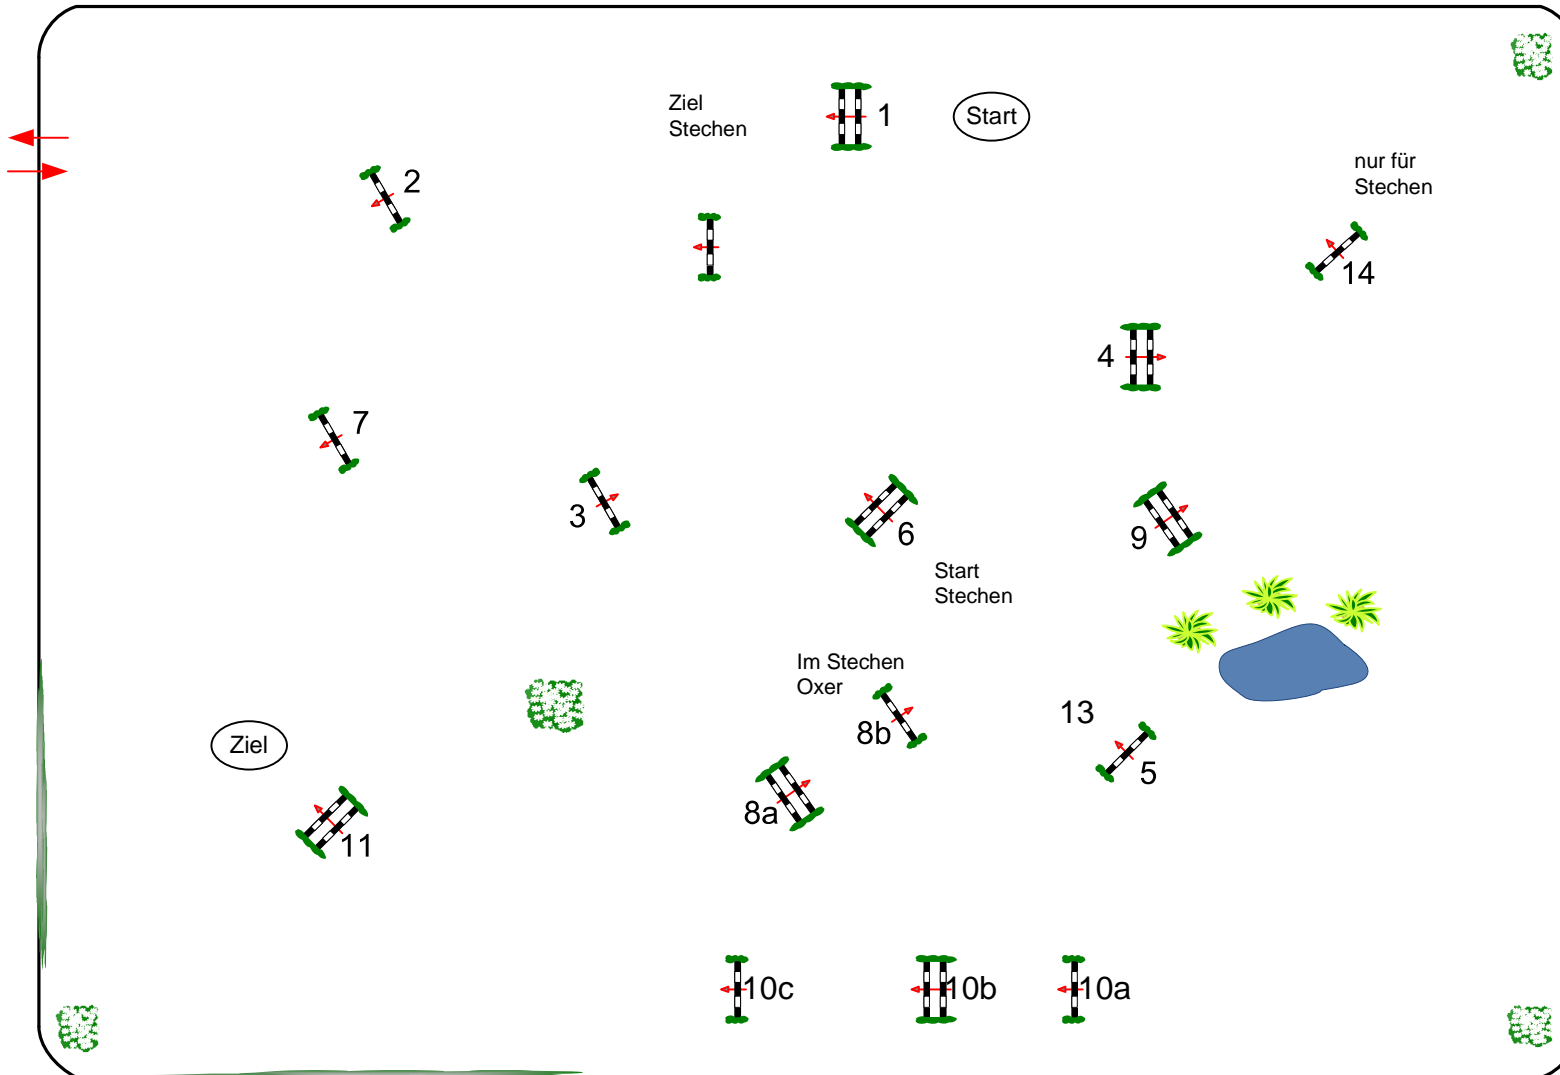 Ziel
Stechen
1
Start
nur für
Stechen
2
14
4
7
3
6
9
Start
Stechen
Im Stechen
Oxer
13
8b
Ziel
5
8a
11
10c
10b
10a